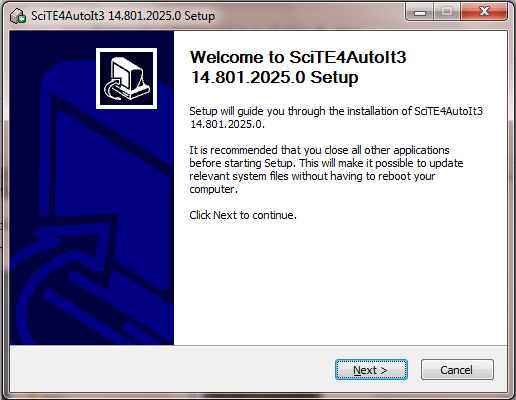 SciTE4AutoIt3 14.801.2025.0 Setup
Welcome to SciTE4AutoIt3
14.801.2025.0 Setup
Setup will guide you through the installation of SciTE4AutoIt3
14.801.2025.0.
It is recommended that you close all other applications
before starting Setup. This will make it possible to update
relevant system files without having to reboot your
computer.
Click Next to continue.
Next >
Cancel